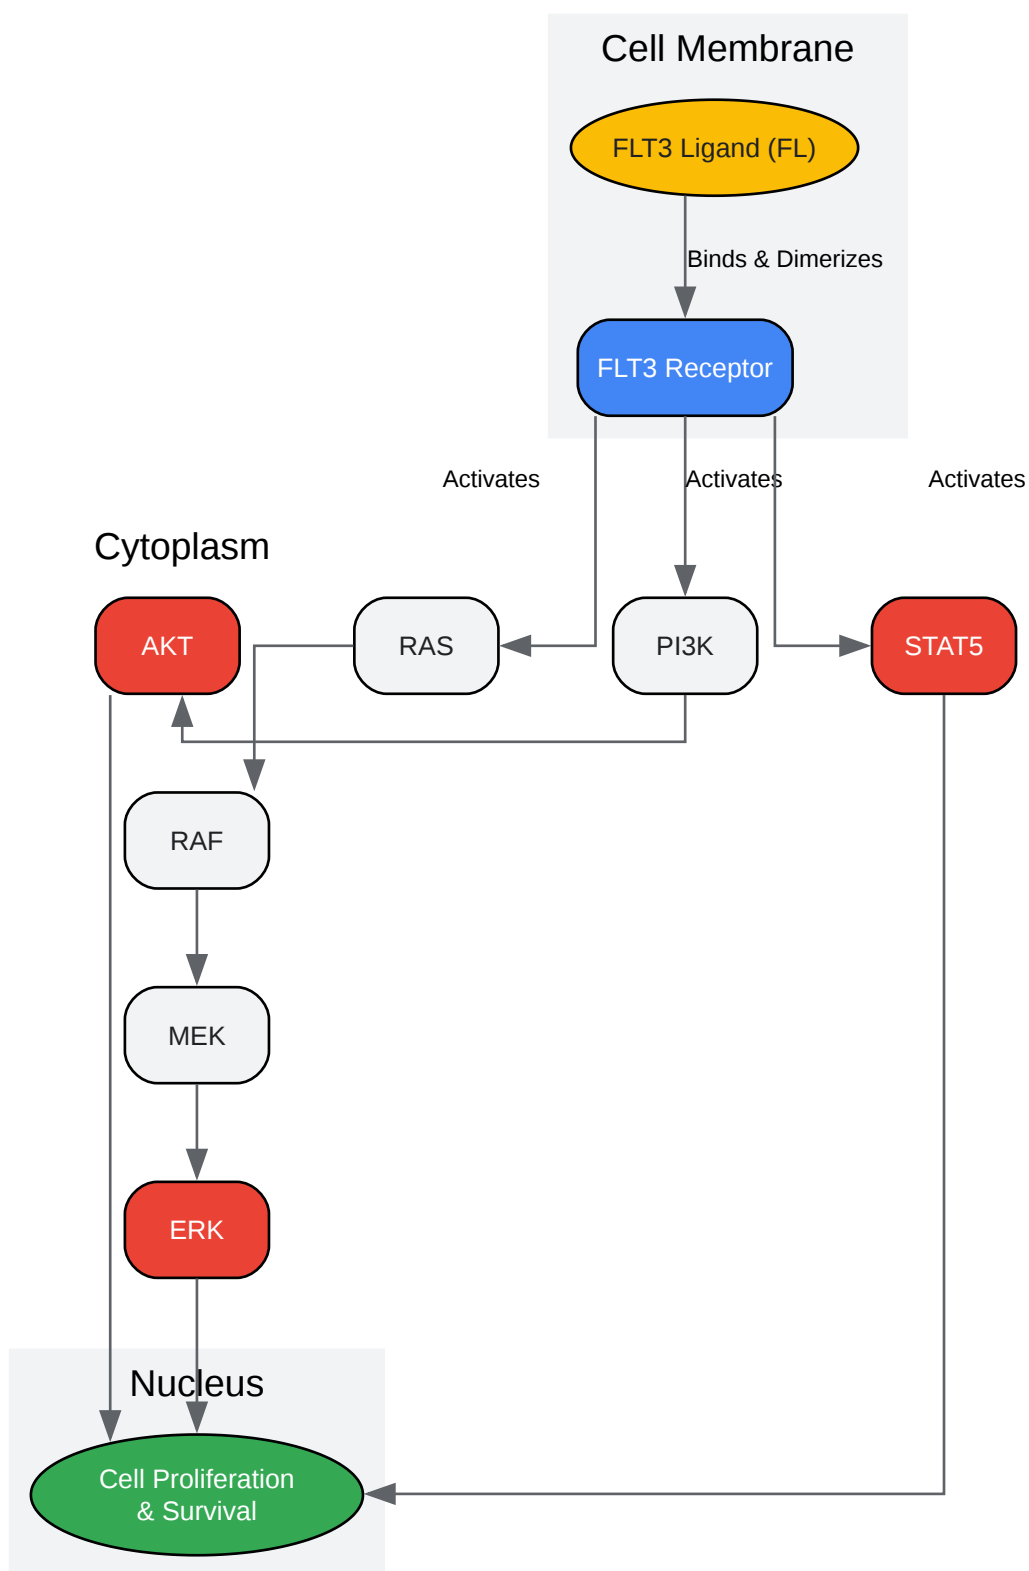 Cell Membrane
FLT3 Ligand (FL)
Binds & Dimerizes
FLT3 Receptor
Activates
Activates
Activates
Cytoplasm
AKT
RAS
PI3K
STAT5
RAF
MEK
ERK
Nucleus
Cell Proliferation
& Survival